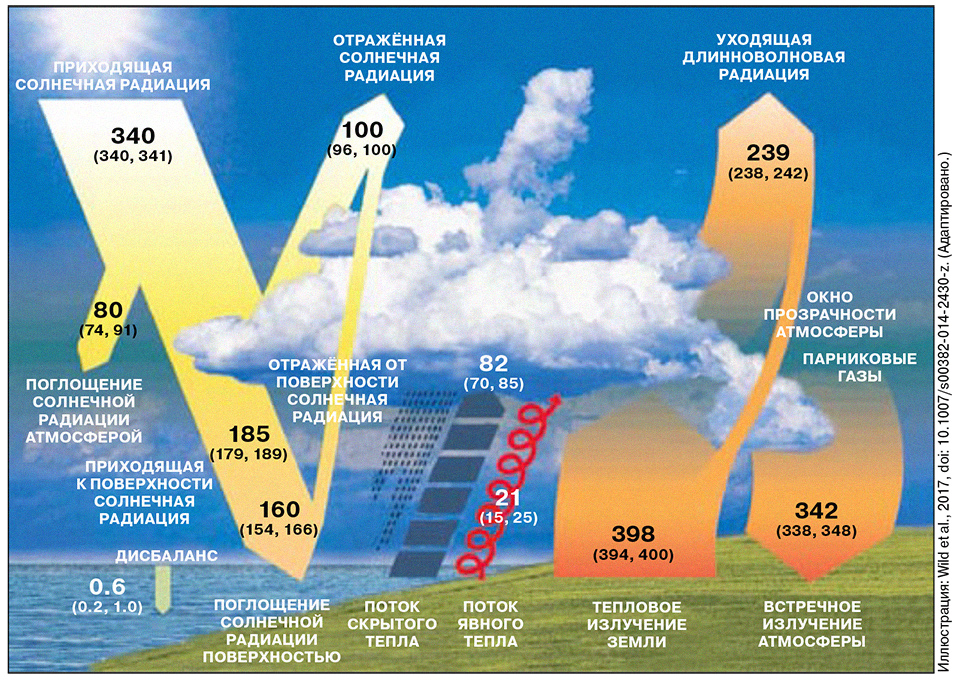 ПРИХОДЯЩАЯ
СОЛНЕЧНАЯ РАДИАЦИЯ
340
(340, 341)
ОТРАЖЁННАЯ
СОЛНЕЧНАЯ
РАДИАЦИЯ
100
(96, 100)
УХОДЯЩАЯ
ДЛИННОВОЛНОВАЯ
РАДИАЦИЯ
239
(238, 242)
80
(74, 91)
ПОГЛОЩЕНИЕ
СОЛНЕЧНОЙ
РАДИАЦИИ
АТМОСФЕРОЙ
ОКНО
ПРОЗРАЧНОСТИ
АТМОСФЕРЫ
ПАРНИКОВЫЕ
ГАЗЫ
ОТРАЖЁННАЯ ОТ
ПОВЕРХНОСТИ
СОЛНЕЧНАЯ
РАДИАЦИЯ
82
(70, 85)
185
(179, 189)
ПРИХОДЯЩАЯ
К ПОВЕРХНОСТИ
СОЛНЕЧНАЯ
РАДИАЦИЯ
160
(154, 166)
21
(15, 25)
398
(394, 400)
342
(338, 348)
ДИСБАЛАНС
0.6
(0.2, 1.0)
ПОГЛОЩЕНИЕ
СОЛНЕЧНОЙ
РАДИАЦИИ
ПОВЕРХНОСТЬЮ
ПОТОК
СКРЫТОГО
ТЕПЛА
ПОТОК
ЯВНОГО
ТЕПЛА
ТЕПЛОВОЕ
ИЗЛУЧЕНИЕ
ЗЕМЛИ
ВСТРЕЧНОЕ
ИЗЛУЧЕНИЕ
АТМОСФЕРЫ
Иллюстрация: Wild et al., 2017, doi: 10.1007/s00382-014-2430-z. (Адаптировано.)